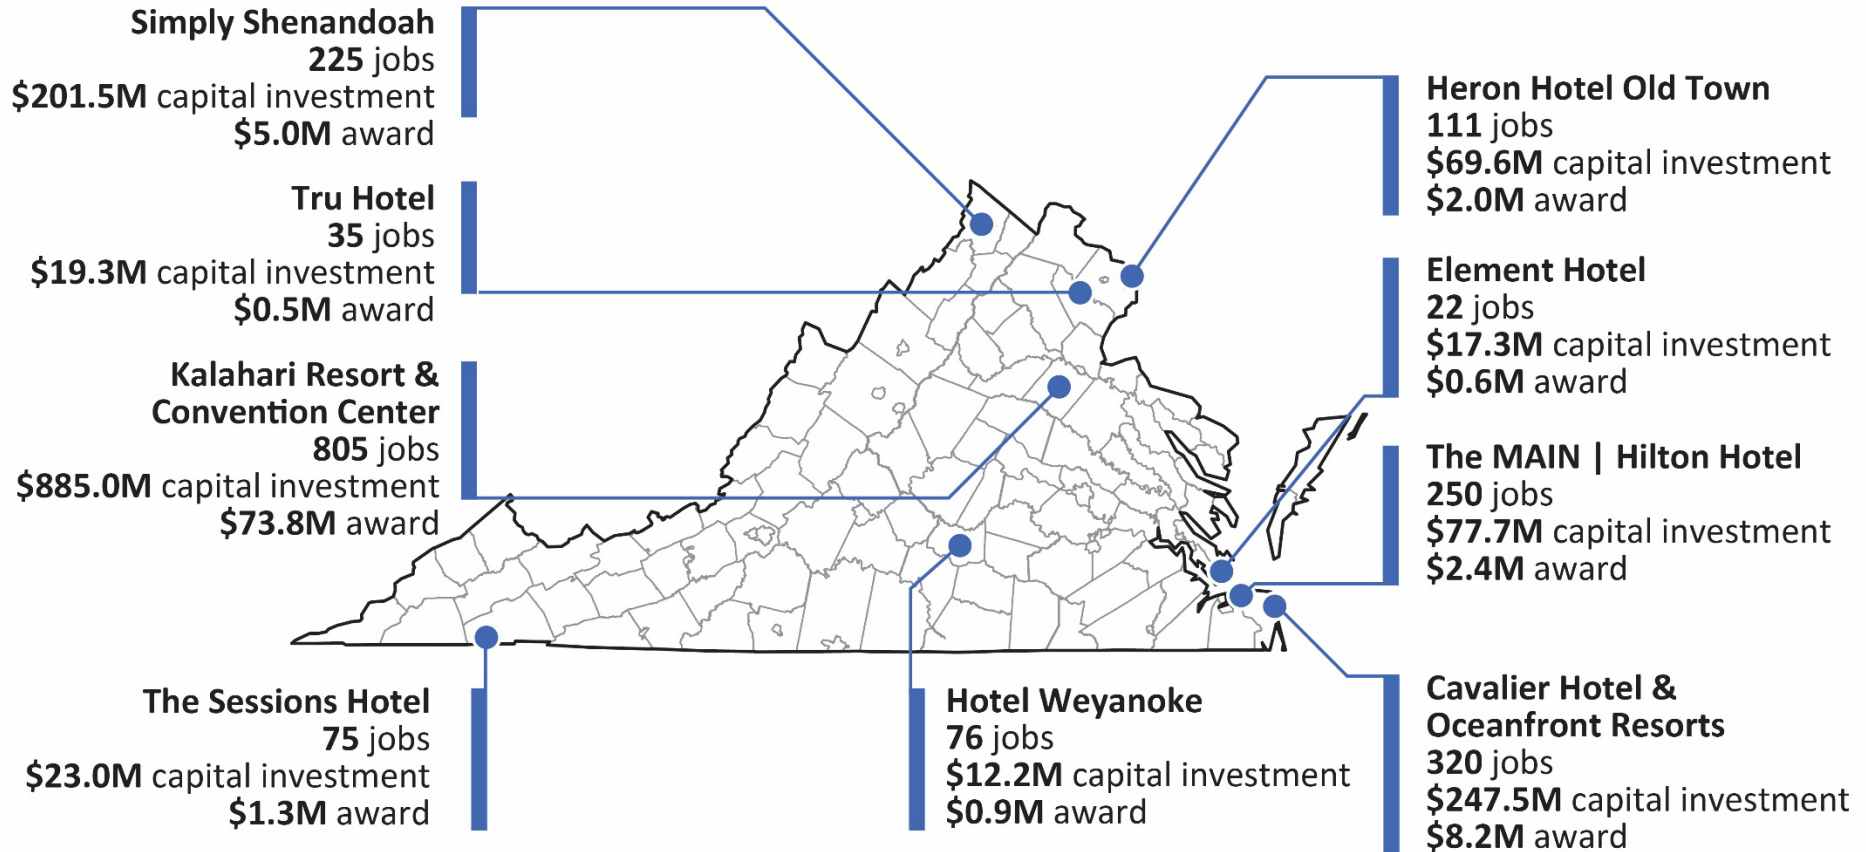 Simply Shenandoah
225 jobs
$201.5M capital investment
$5.0M award
Tru Hotel
35 jobs
$19.3M capital investment
$0.5M award
Kalahari Resort &
Convention Center
805 jobs
$885.0M capital investment
$73.8M award
The Sessions Hotel
75 jobs
$23.0M capital investment
$1.3M award
Hotel Weyanoke
76 jobs
$12.2M capital investment
$0.9M award
Heron Hotel Old Town
111 jobs
$69.6M capital investment
$2.0M award
Element Hotel
22 jobs
$17.3M capital investment
$0.6M award
The MAIN | Hilton Hotel
250 jobs
$77.7M capital investment
$2.4M award
Cavalier Hotel &
Oceanfront Resorts
320 jobs
$247.5M capital investment
$8.2M award